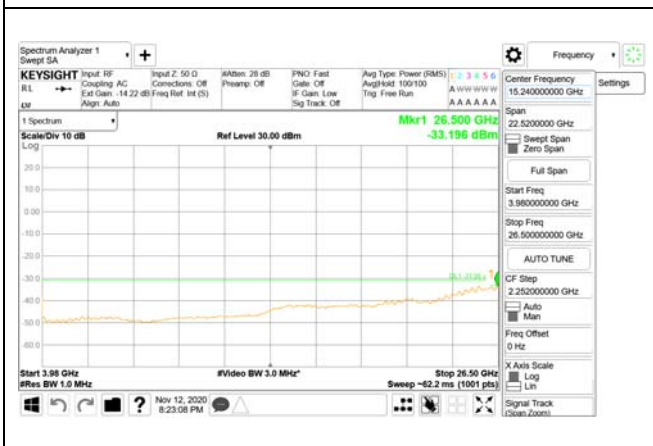 Spectrum Analyzer 1
Swept SA
Frequency
Settings
KEYSIGHT
RL
Input: RF
Coupling: AC
Ext Gain: -14.22 dB
Align: Auto
Input Z: 50 Ω
Corrections: Off
Freq Ref: Int (S)
#Atten: 28 dB
Preamp: Off
PNO: Fast
Gate: Off
IF Gain: Low
Sig Track: Off
Avg Type: Power (RMS)
Avg|Hold: 100/100
Trig: Free Run
1 2 3 4 5 6
A W W W W W
A A A A A A
1 Spectrum
Scale/Div 10 dB
Log
Ref Level 30.00 dBm
Mkr1 26.500 GHz
-33.196 dBm
20.0
10.0
0.00
-10.0
-20.0
-30.0
-40.0
-50.0
-60.0
1
Start 3.98 GHz
#Res BW 1.0 MHz
#Video BW 3.0 MHz*
Stop 26.50 GHz
Sweep ~62.2 ms (1001 pts)
Center Frequency
15.240000000 GHz
Span
22.5200000 GHz
Swept Span
Zero Span
Full Span
Start Freq
3.980000000 GHz
Stop Freq
26.500000000 GHz
AUTO TUNE
CF Step
2.252000000 GHz
Auto
Man
Freq Offset
0 Hz
X Axis Scale
Log
Lin
Signal Track
(Span Zoom)
?
Nov 12, 2020
8:23:08 PM